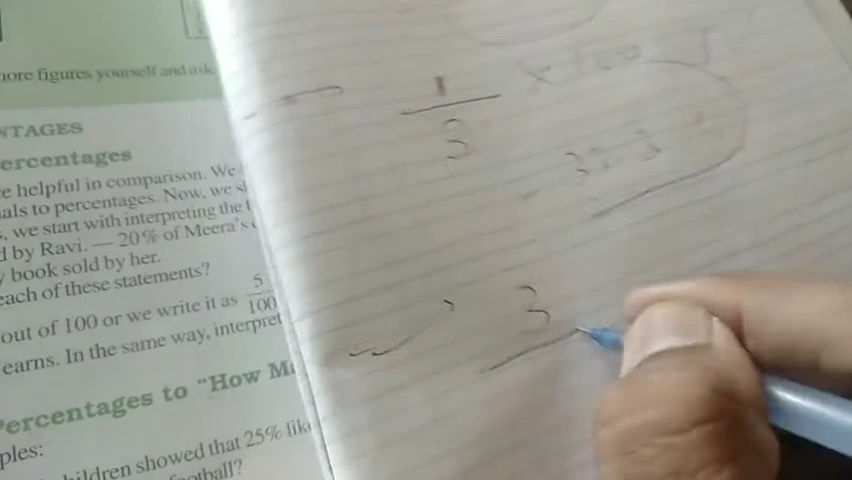 more figures yourself and ask
NTAGES
ercentages
e helpful in comparison. We
als to percentages. Now, we
, we start with interpreting the
d by Ravi. — 20% of Meera's
y book sold by her.
each of these statements?
out of 100 or we write it as 5/100
earns. In the same way, interpret
Percentages to "How M
ples:
children showed that 25% lik
football?
1
3
3